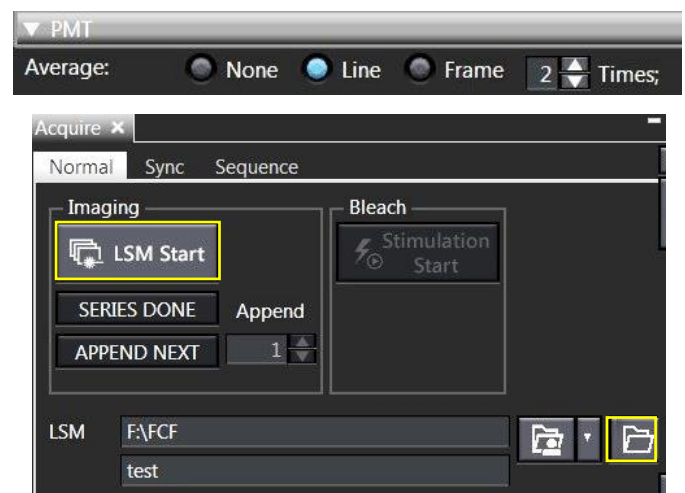 PMT
Average: None Line Frame 2 Times;
Acquire
Normal Sync Sequence
Imaging Bleach
LSM Start Stimulation Start
SERIES DONE Append
APPEND NEXT 1
LSM F:\FCF
test